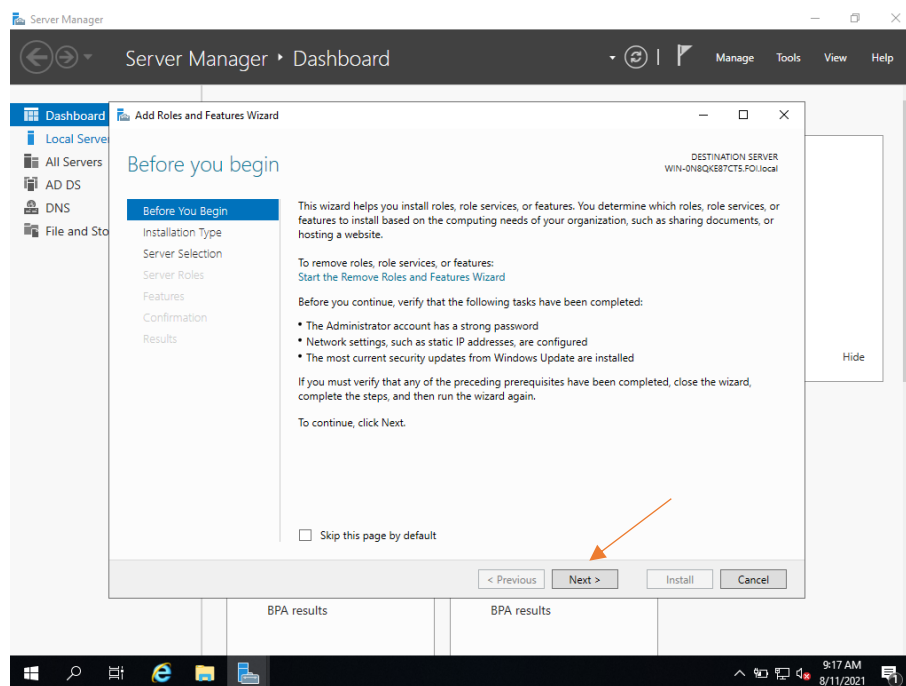 Server Manager
Server Manager ‣ Dashboard
Manage Tools View Help
Dashboard
Local Server
All Servers
AD DS
DNS
File and Sto
Add Roles and Features Wizard
Before you begin
DESTINATION SERVER
WIN-0N8QKE87CTS.FOI.local
Before You Begin
Installation Type
Server Selection
Server Roles
Features
Confirmation
Results
This wizard helps you install roles, role services, or features. You determine which roles, role services, or
features to install based on the computing needs of your organization, such as sharing documents, or
hosting a website.
To remove roles, role services, or features:
Start the Remove Roles and Features Wizard
Before you continue, verify that the following tasks have been completed:
• The Administrator account has a strong password
• Network settings, such as static IP addresses, are configured
• The most current security updates from Windows Update are installed
If you must verify that any of the preceding prerequisites have been completed, close the wizard,
complete the steps, and then run the wizard again.
To continue, click Next.
Skip this page by default
< Previous Next > Install Cancel
Hide
BPA results BPA results
9:17 AM
8/11/2021
1